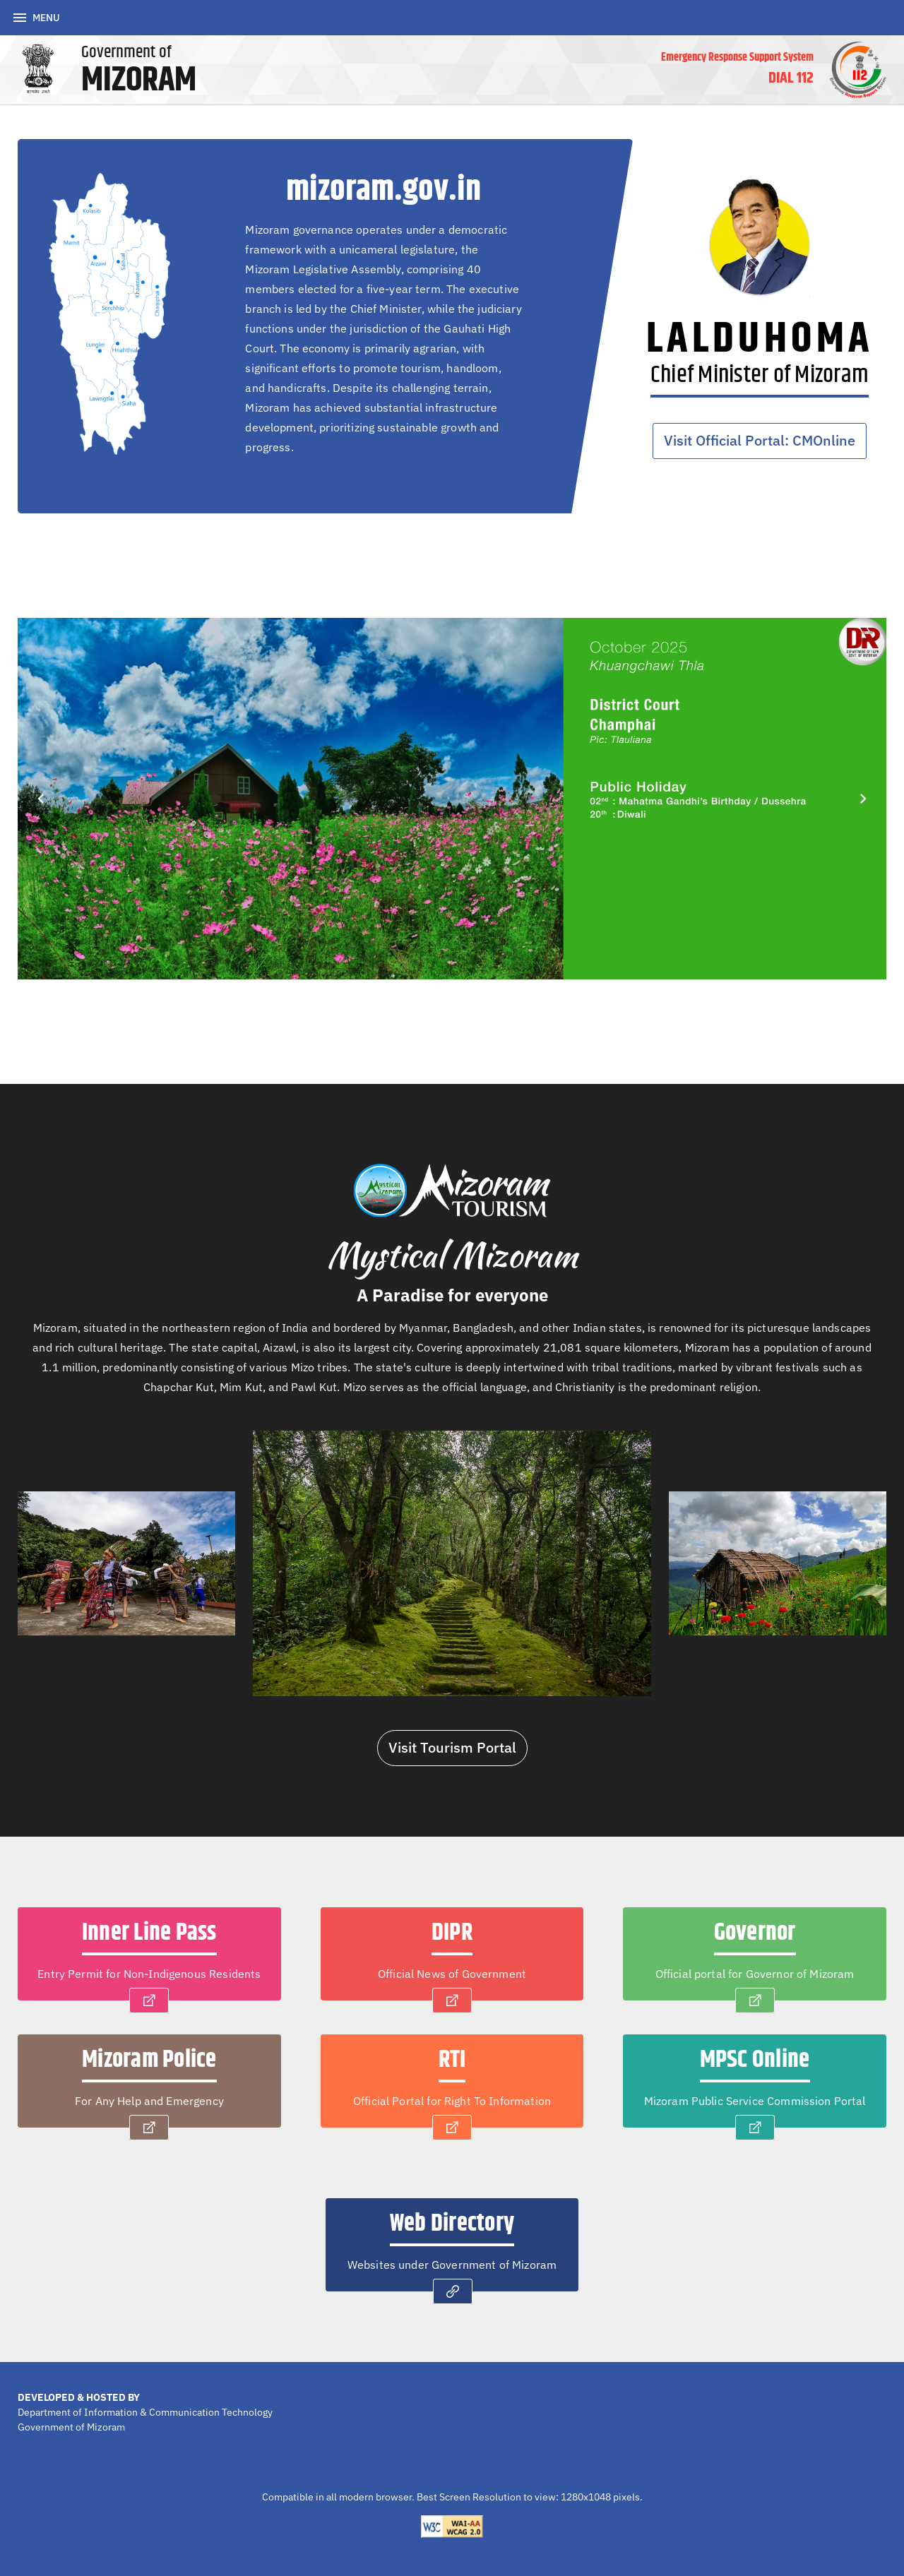 MENU
Government of
MIZORAM
Emergency Response Support System
DIAL 112
112
mizoram.gov.in
Kolasib
Mamit
Aizawl
Saitual
Khawzawl
Champhai
Serchhip
Lunglei
Hnahthial
Lawngtlai
Siaha
Mizoram governance operates under a democratic
framework with a unicameral legislature, the
Mizoram Legislative Assembly, comprising 40
members elected for a five-year term. The executive
branch is led by the Chief Minister, while the judiciary
functions under the jurisdiction of the Gauhati High
Court. The economy is primarily agrarian, with
significant efforts to promote tourism, handloom,
and handicrafts. Despite its challenging terrain,
Mizoram has achieved substantial infrastructure
development, prioritizing sustainable growth and
progress.
LALDUHOMA
Chief Minister of Mizoram
Visit Official Portal: CMOnline
October 2025
Khuangchawi Thla
District Court
Champhai
Pic: Tlauliana
Public Holiday
02nd : Mahatma Gandhi's Birthday / Dussehra
20th : Diwali
Mystical
Mizoram
Mizoram
TOURISM
Mystical Mizoram
A Paradise for everyone
Mizoram, situated in the northeastern region of India and bordered by Myanmar, Bangladesh, and other Indian states, is renowned for its picturesque landscapes
and rich cultural heritage. The state capital, Aizawl, is also its largest city. Covering approximately 21,081 square kilometers, Mizoram has a population of around
1.1 million, predominantly consisting of various Mizo tribes. The state's culture is deeply intertwined with tribal traditions, marked by vibrant festivals such as
Chapchar Kut, Mim Kut, and Pawl Kut. Mizo serves as the official language, and Christianity is the predominant religion.
Visit Tourism Portal
Inner Line Pass
Entry Permit for Non-Indigenous Residents
DIPR
Official News of Government
Governor
Official portal for Governor of Mizoram
Mizoram Police
For Any Help and Emergency
RTI
Official Portal for Right To Information
MPSC Online
Mizoram Public Service Commission Portal
Web Directory
Websites under Government of Mizoram
DEVELOPED & HOSTED BY
Department of Information & Communication Technology
Government of Mizoram
Compatible in all modern browser. Best Screen Resolution to view: 1280x1048 pixels.
W3C WAI-AA
WCAG 2.0